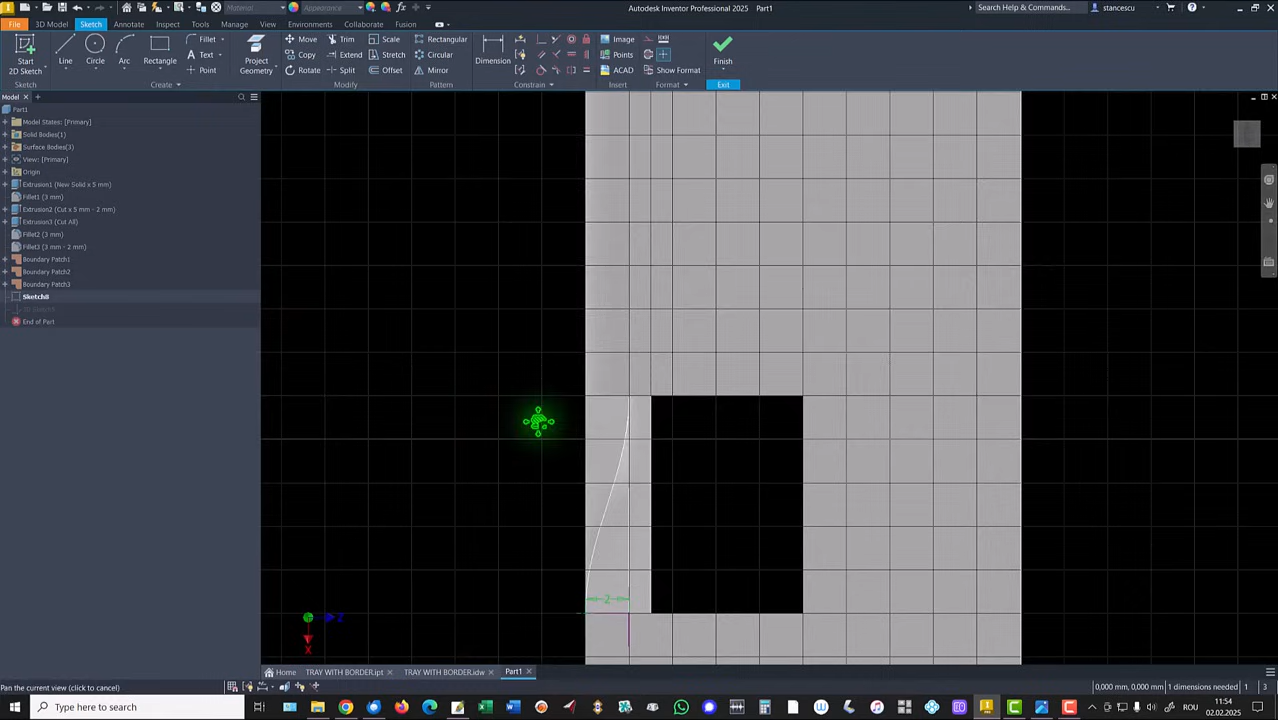 Material
Appearance
Autodesk Inventor Professional 2025 Part1
Search Help & Commands...
stancescu
File
3D Model
Sketch
Annotate
Inspect
Tools
Manage
View
Environments
Collaborate
Fusion
Start
2D Sketch
Line
Circle
Arc
Rectangle
Fillet
Text
Point
Project
Geometry
Move
Copy
Rotate
Trim
Extend
Split
Scale
Stretch
Offset
Rectangular
Circular
Mirror
Dimension
Image
Points
ACAD
Show Format
Finish
Sketch
Create
Modify
Pattern
Constrain
Insert
Format
Exit
Model
Part1
Model States: [Primary]
Solid Bodies(1)
Surface Bodies(3)
View: [Primary]
Origin
Extrusion1 (New Solid x 5 mm)
Fillet1 (3 mm)
Extrusion2 (Cut x 5 mm - 2 mm)
Extrusion3 (Cut All)
Fillet2 (3 mm)
Fillet3 (3 mm - 2 mm)
Boundary Patch1
Boundary Patch2
Boundary Patch3
Sketch8
End of Part
2
Z
X
Home
TRAY WITH BORDER.ipt
TRAY WITH BORDER.idw
Part1
Pan the current view (click to cancel)
0,000 mm, 0,000 mm
1 dimensions needed
1
3
Type here to search
ROU
11:54
02.02.2025